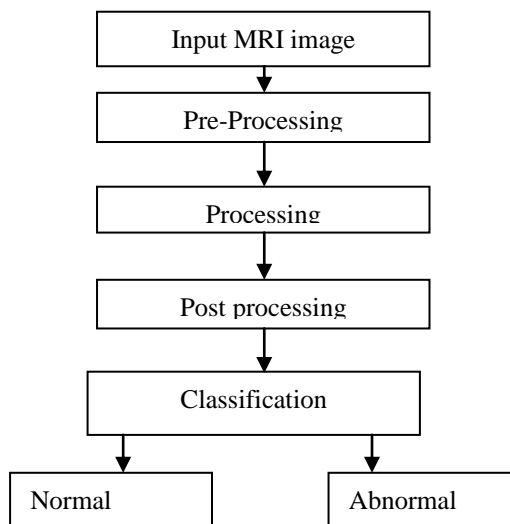 Input MRI image
Pre-Processing
Processing
Post processing
Classification
Normal
Abnormal